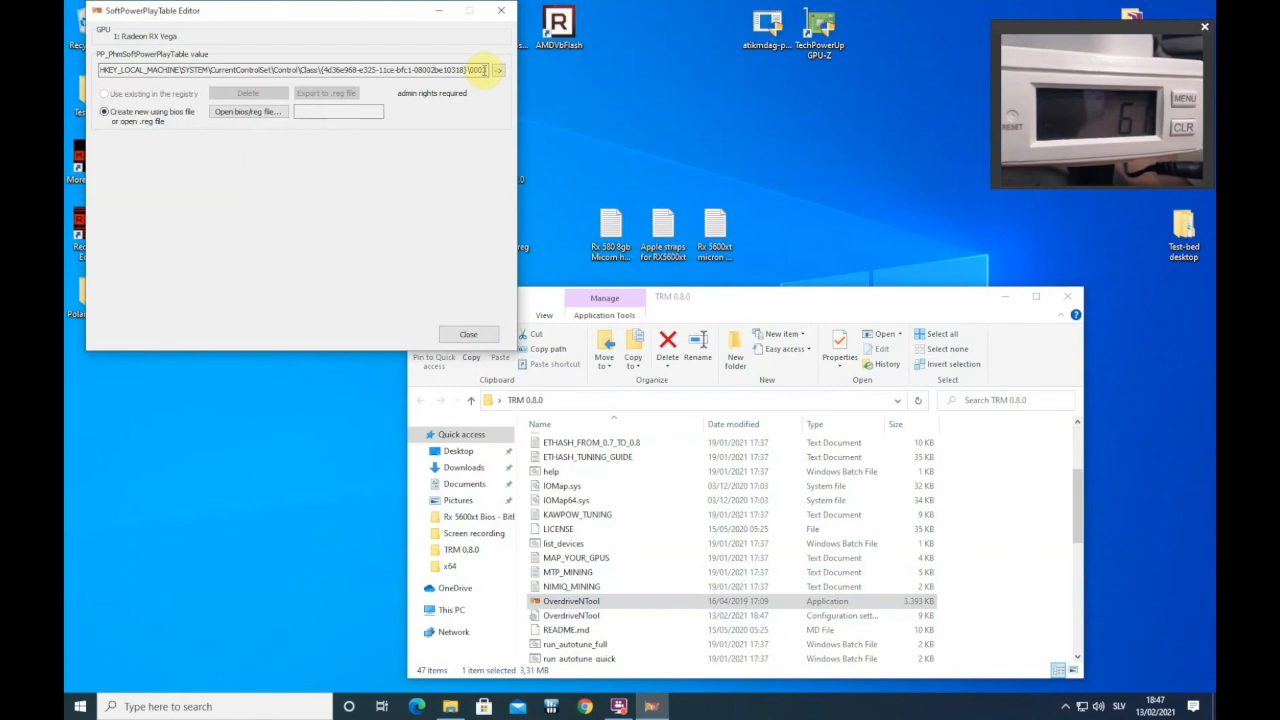 SoftPowerPlayTable Editor
GPU
1: Radeon RX Vega
PP_PhmSoftPowerPlayTable value
HKEY_LOCAL_MACHINE\SYSTEM\CurrentControlSet\Control\Class\{4d36e968-e325-11ce-bfc1-08002be10318}
->
Use existing in the registry
Delete
Export to .reg file
admin rights required
Create new using bios file
or open .reg file
Open bios/reg file...
Close
AMDVbFlash
atikmdag-p...
TechPowerUp
GPU-Z
RESET
MENU
CLR
Rx 580 8gb
Micorn h...
Apple straps
for RX5600xt
Rx 5600xt
micron ...
Test-bed
desktop
Manage
TRM 0.8.0
View
Application Tools
Pin to Quick
access
Copy
Paste
Cut
Copy path
Paste shortcut
Clipboard
Move
to
Copy
to
Delete
Rename
Organize
New
folder
New item
Easy access
New
Properties
Open
Edit
History
Open
Select all
Select none
Invert selection
Select
TRM 0.8.0
Search TRM 0.8.0
Name
Date modified
Type
Size
Quick access
Desktop
Downloads
Documents
Pictures
Rx 5600xt Bios - Bitl
Screen recording
TRM 0.8.0
x64
OneDrive
This PC
Network
ETHASH_FROM_0.7_TO_0.8 19/01/2021 17:37 Text Document 10 KB
ETHASH_TUNING_GUIDE 19/01/2021 17:37 Text Document 35 KB
help 19/01/2021 17:37 Windows Batch File 1 KB
IOMap.sys 03/12/2020 17:03 System file 32 KB
IOMap64.sys 03/12/2020 17:03 System file 34 KB
KAWPOW_TUNING 19/01/2021 17:37 Text Document 9 KB
LICENSE 15/05/2020 05:25 File 35 KB
list_devices 19/01/2021 17:37 Windows Batch File 1 KB
MAP_YOUR_GPUS 19/01/2021 17:37 Text Document 4 KB
MTP_MINING 19/01/2021 17:37 Text Document 5 KB
NIMIQ_MINING 19/01/2021 17:37 Text Document 10 KB
OverdriveNTool 16/04/2019 17:09 Application 3.393 KB
OverdriveNTool 13/02/2021 18:47 Configuration sett... 9 KB
README.md 15/05/2020 05:25 MD File 10 KB
run_autotune_full 19/01/2021 17:37 Windows Batch File 2 KB
run_autotune_quick 19/01/2021 17:37 Windows Batch File 2 KB
47 items
1 item selected 3,31 MB
Type here to search
SLV
18:47
13/02/2021